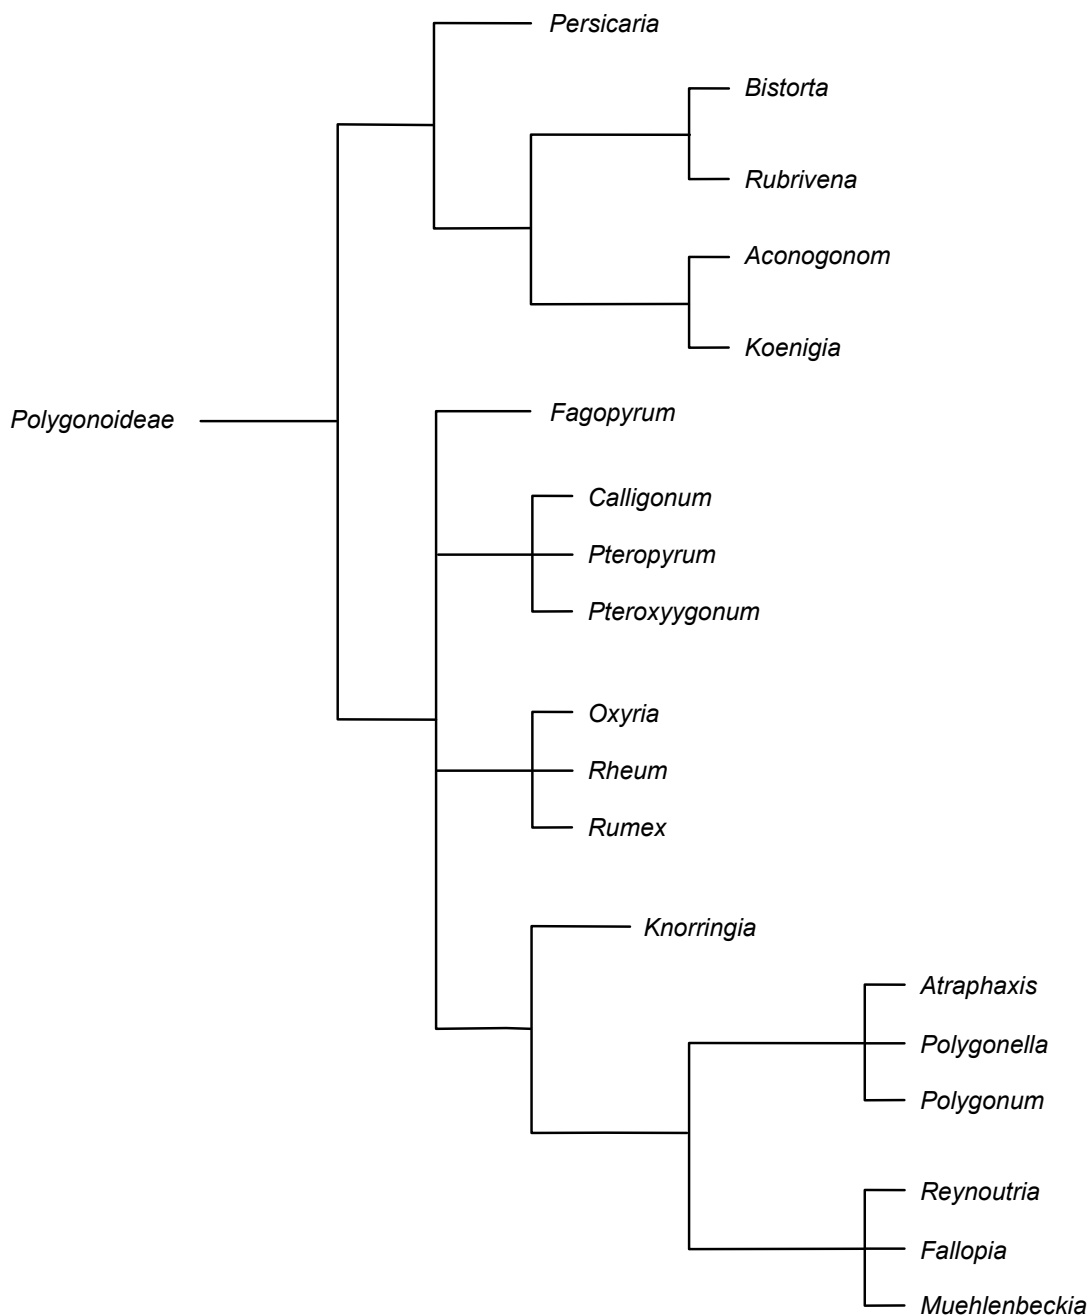 Persicaria
Bistorta
Rubrivena
Aconogonom
Koenigia
Polygonoideae
Fagopyrum
Calligonum
Pteropyrum
Pteroxyygonum
Oxyria
Rheum
Rumex
Knorringia
Atraphaxis
Polygonella
Polygonum
Reynoutria
Fallopia
Muehlenbeckia